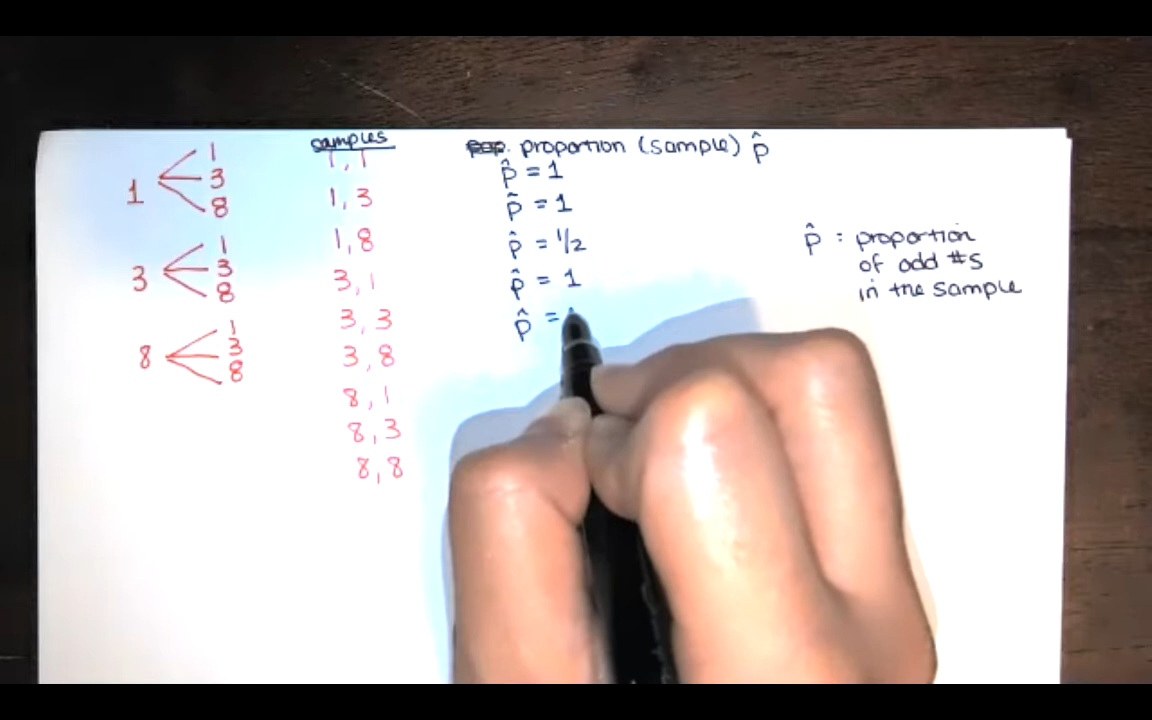 1 1 3 8
3 1 3 8
8 1 3 8
samples
1, 1
1, 3
1, 8
3, 1
3, 3
3, 8
8, 1
8, 3
8, 8
proportion (sample) p̂
p̂ = 1
p̂ = 1
p̂ = 1/2
p̂ = 1
p̂ =
p̂ : proportion
of odd #s
in the sample